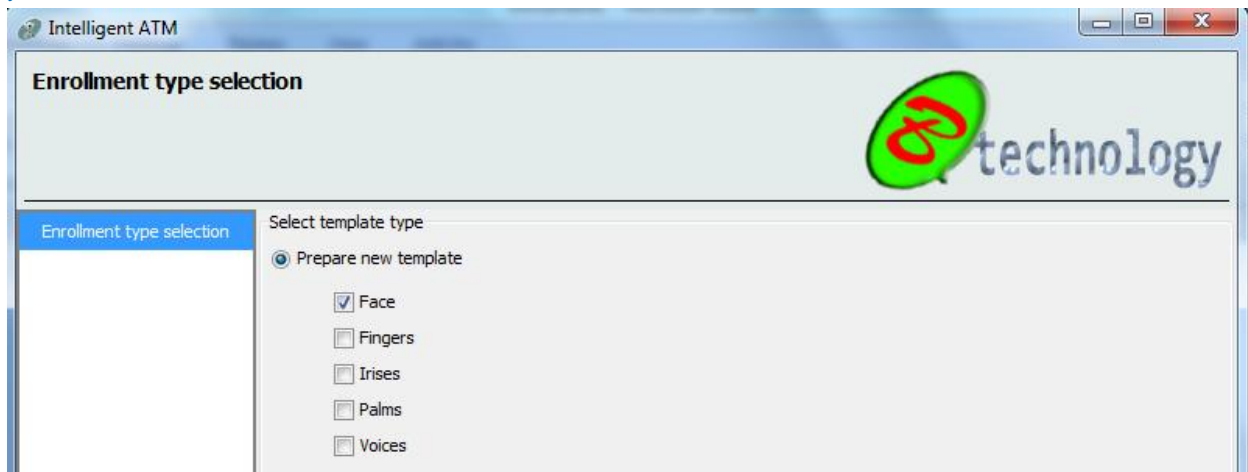 Intelligent ATM
Enrollment type selection
technology
Enrollment type selection
Select template type
Prepare new template
Face
Fingers
Irises
Palms
Voices